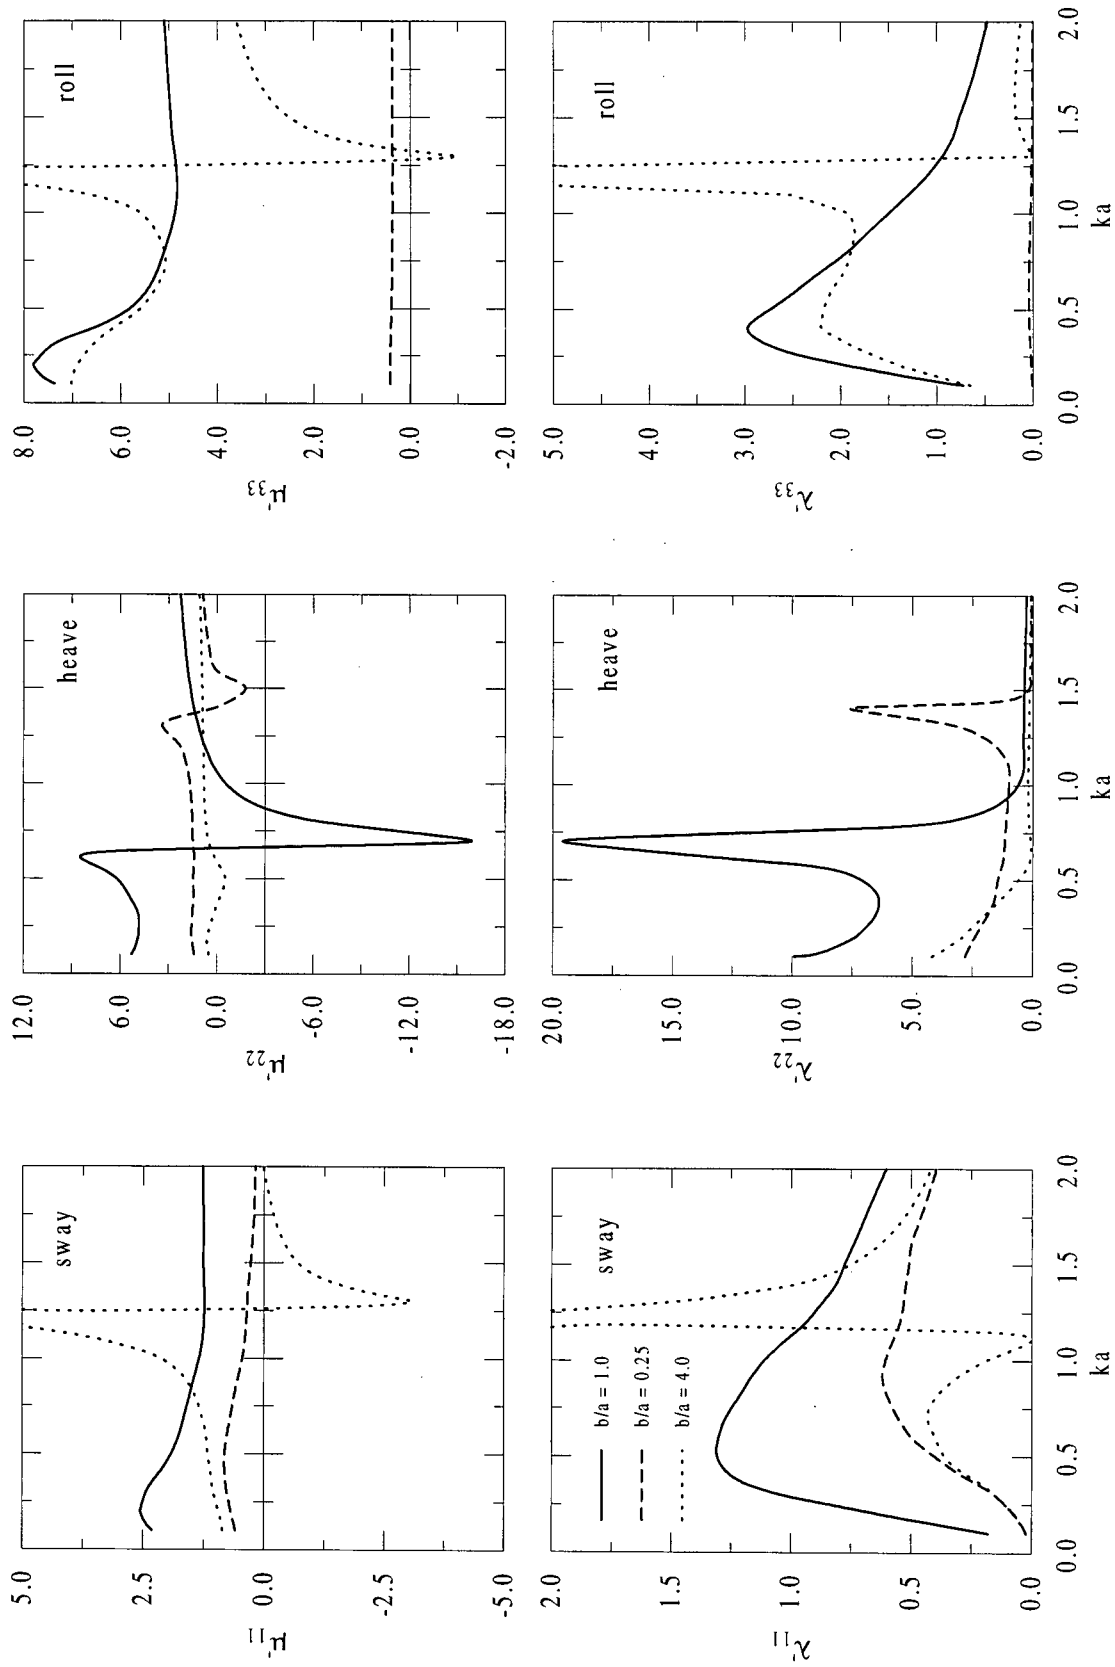 5.0
2.5
0.0
-2.5
-5.0
μ'₁₁
sway
12.0
6.0
0.0
-6.0
-12.0
-18.0
μ'₂₂
heave
8.0
6.0
4.0
2.0
0.0
-2.0
μ'₃₃
roll
2.0
1.5
1.0
0.5
0.0
λ'₁₁
sway
b/a = 1.0
b/a = 0.25
b/a = 4.0
0.0 0.5 1.0 1.5 2.0
ka
20.0
15.0
10.0
5.0
0.0
λ'₂₂
heave
0.0 0.5 1.0 1.5 2.0
ka
5.0
4.0
3.0
2.0
1.0
0.0
λ'₃₃
roll
0.0 0.5 1.0 1.5 2.0
ka